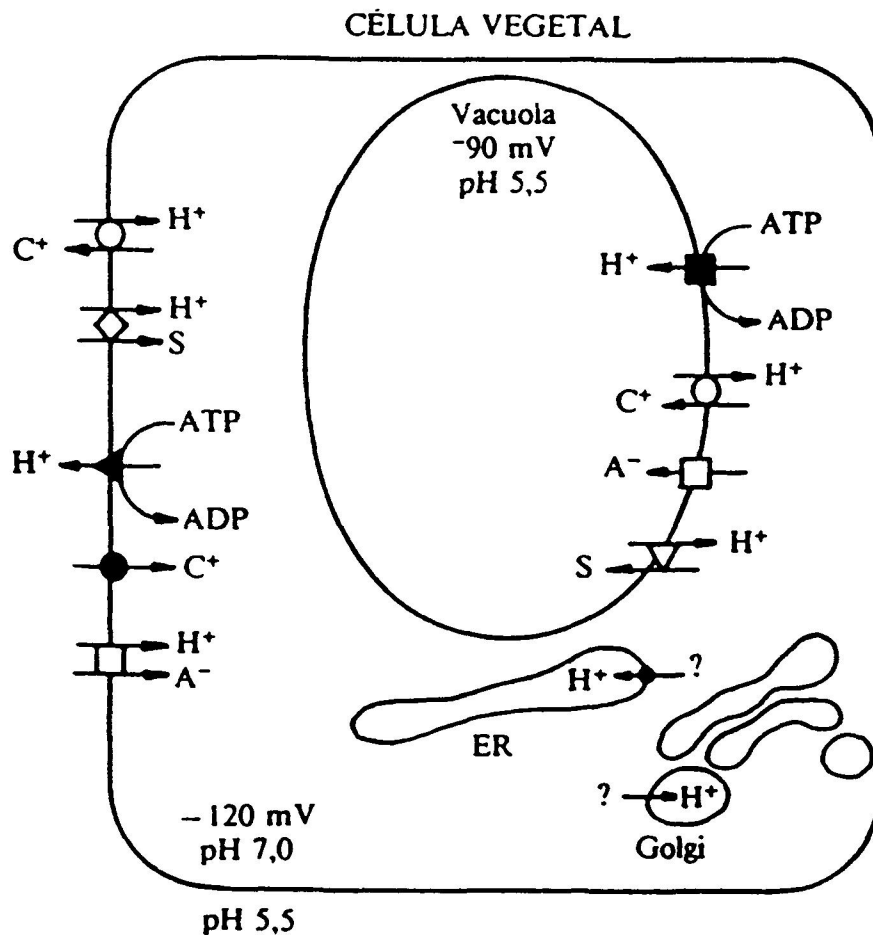 CÉLULA VEGETAL
Vacuola
-90 mV
pH 5,5
H+
C+
H+
S
ATP
H+
ADP
C+
H+
A-
ATP
H+
ADP
H+
C+
A-
H+
S
H+
?
ER
?
H+
Golgi
– 120 mV
pH 7,0
pH 5,5